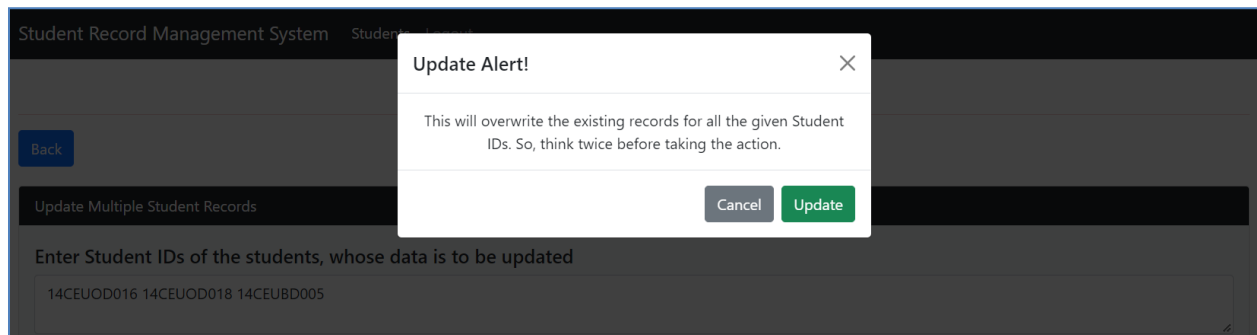 Student Record Management System Students Logout
Update Alert!
This will overwrite the existing records for all the given Student
IDs. So, think twice before taking the action.
Cancel Update
Back
Update Multiple Student Records
Enter Student IDs of the students, whose data is to be updated
14CEUOD016 14CEUOD018 14CEUBD005